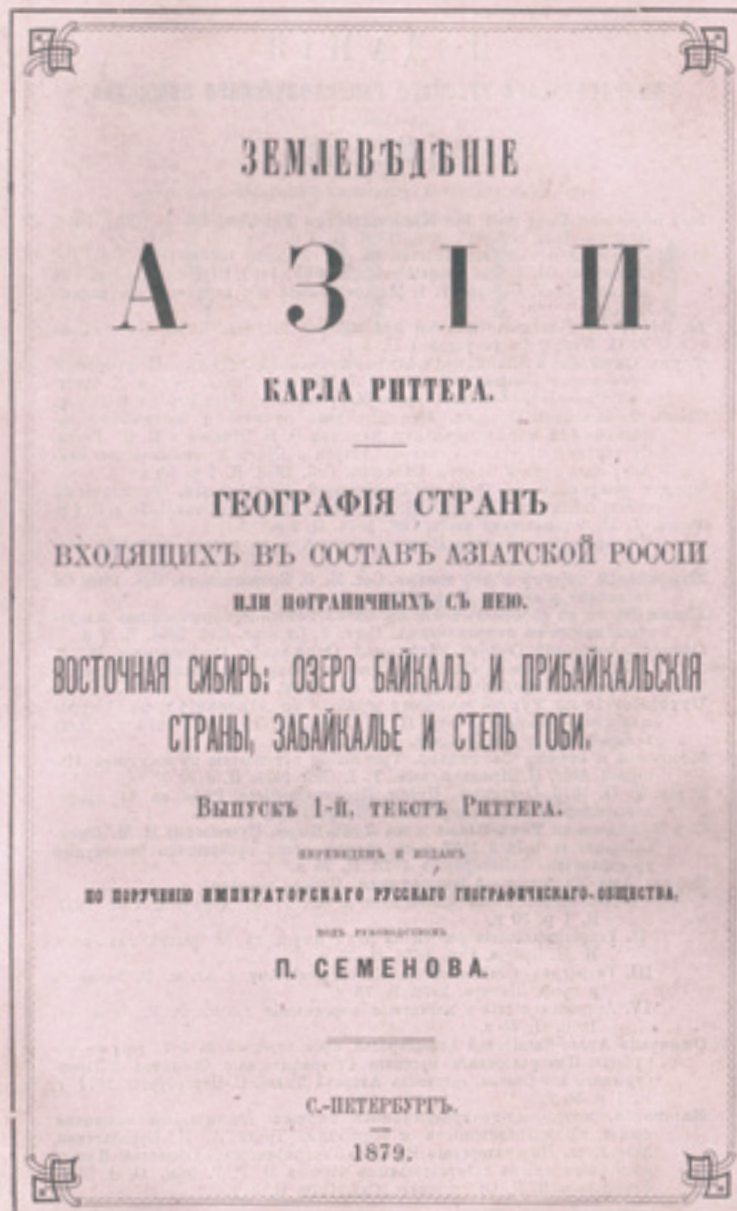 ЗЕМЛЕВѢДѢНІЕ
АЗІИ
КАРЛА РИТТЕРА.
ГЕОГРАФІЯ СТРАНЪ
ВХОДЯЩИХЪ ВЪ СОСТАВЪ АЗІАТСКОЙ РОССІИ
ИЛИ ПОГРАНИЧНЫХЪ СЪ НЕЮ.
ВОСТОЧНАЯ СИБИРЬ: ОЗЕРО БАЙКАЛЪ И ПРИБАЙКАЛЬСКІЯ
СТРАНЫ, ЗАБАЙКАЛЬЕ И СТЕПЬ ГОБИ.
Выпускъ 1-й, текстъ Риттера.
ПЕРЕВЕДЕНЪ И ИЗДАНЪ
ПО ПОРУЧЕНІЮ ИМПЕРАТОРСКАГО РУССКАГО ГЕОГРАФИЧЕСКАГО ОБЩЕСТВА,
ПОДЪ РУКОВОДСТВОМЪ
П. СЕМЕНОВА.
С.-ПЕТЕРБУРГЪ.
1879.